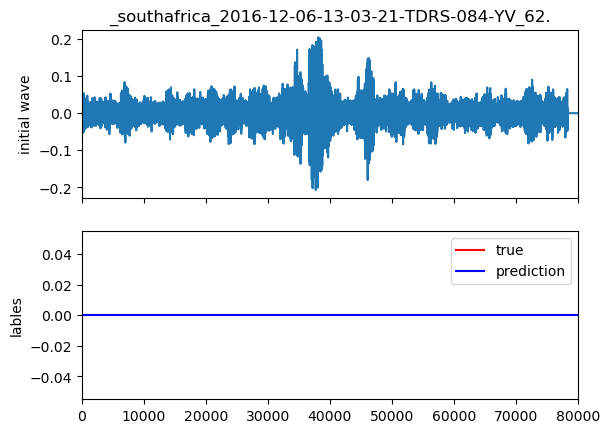 _southafrica_2016-12-06-13-03-21-TDRS-084-YV_62.
initial wave
0.2
0.1
0.0
−0.1
−0.2
lables
0.04
0.02
0.00
−0.02
−0.04
true
prediction
0 10000 20000 30000 40000 50000 60000 70000 80000